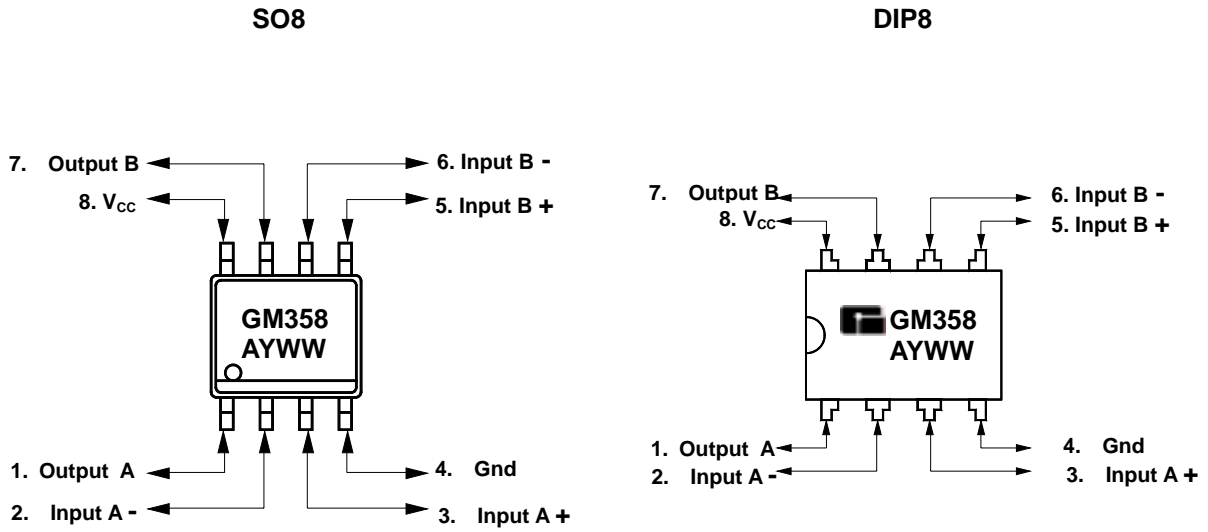 SO8
7. Output B
6. Input B -
8. VCC
5. Input B +
GM358
AYWW
1. Output A
4. Gnd
2. Input A -
3. Input A +
DIP8
7. Output B
6. Input B -
8. VCC
5. Input B +
GM358
AYWW
1. Output A
4. Gnd
2. Input A -
3. Input A +